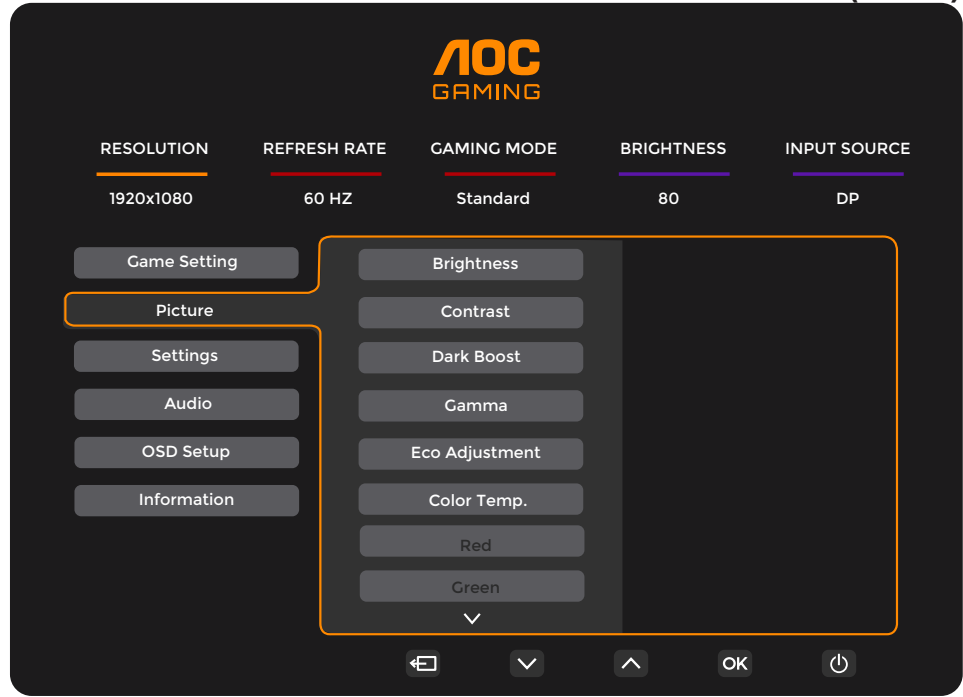 AOC
GAMING
RESOLUTION REFRESH RATE GAMING MODE BRIGHTNESS INPUT SOURCE
1920x1080 60 HZ Standard 80 DP
Game Setting
Picture
Settings
Audio
OSD Setup
Information
Brightness
Contrast
Dark Boost
Gamma
Eco Adjustment
Color Temp.
Red
Green
OK